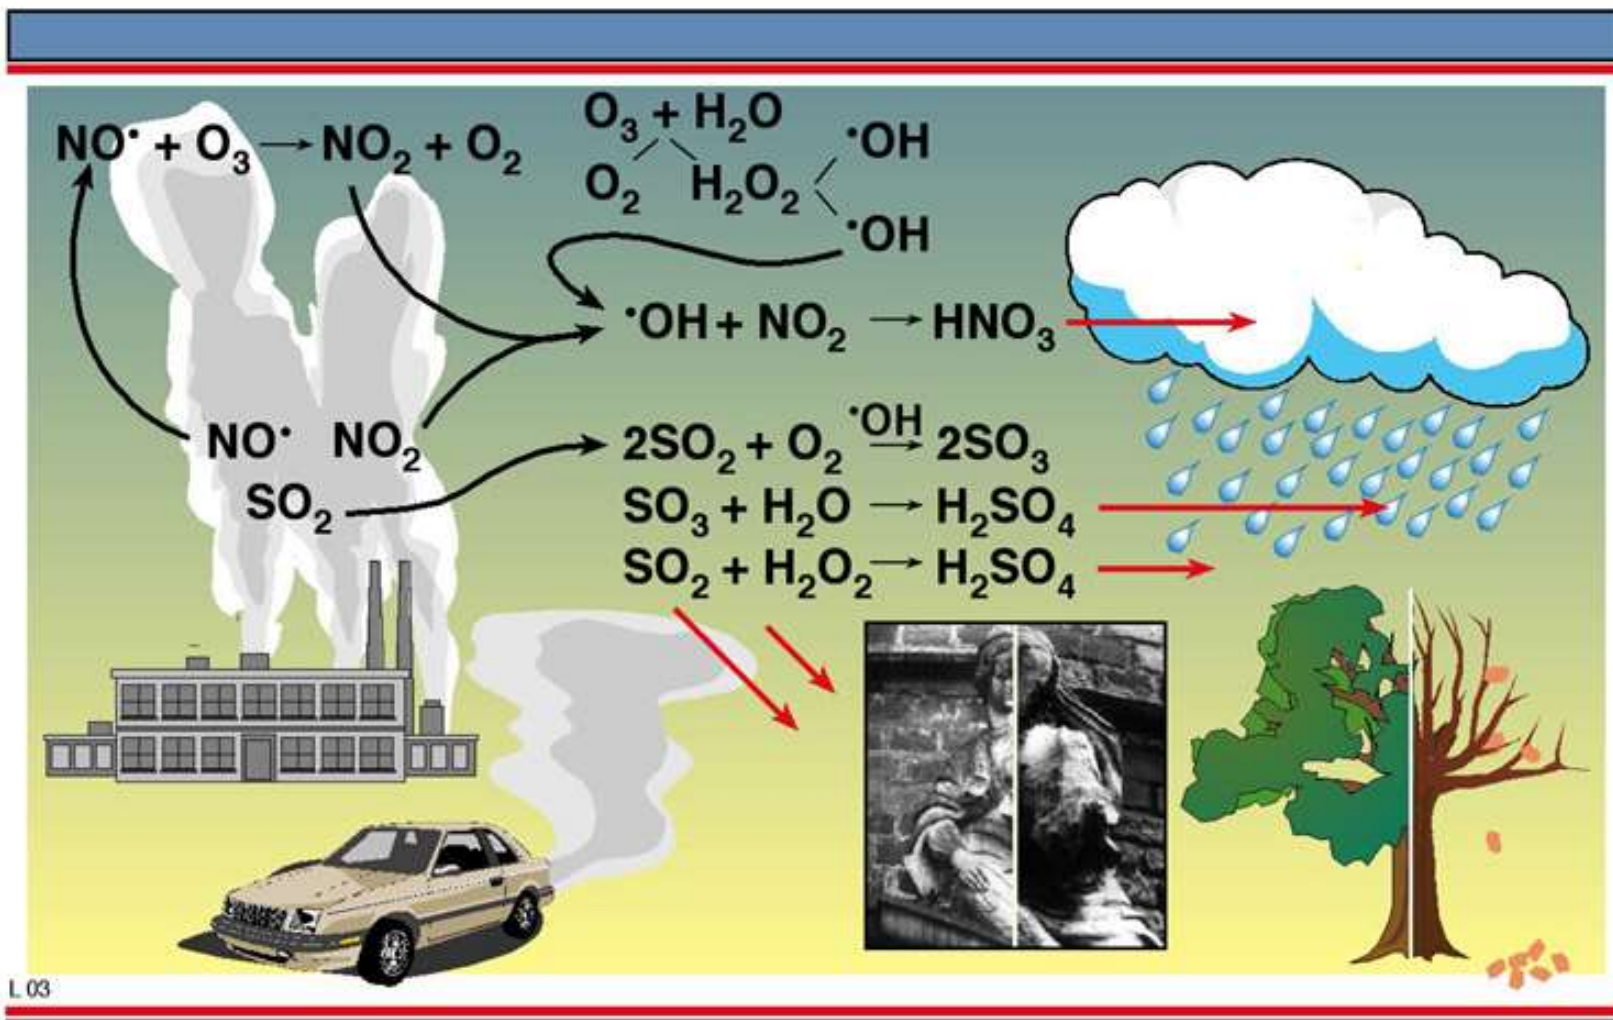 NO• + O₃ → NO₂ + O₂
O₃ + H₂O
O₂ H₂O₂
•OH
•OH
•OH + NO₂ → HNO₃
NO• NO₂
SO₂
2SO₂ + O₂ •OH → 2SO₃
SO₃ + H₂O → H₂SO₄
SO₂ + H₂O₂ → H₂SO₄
L 03